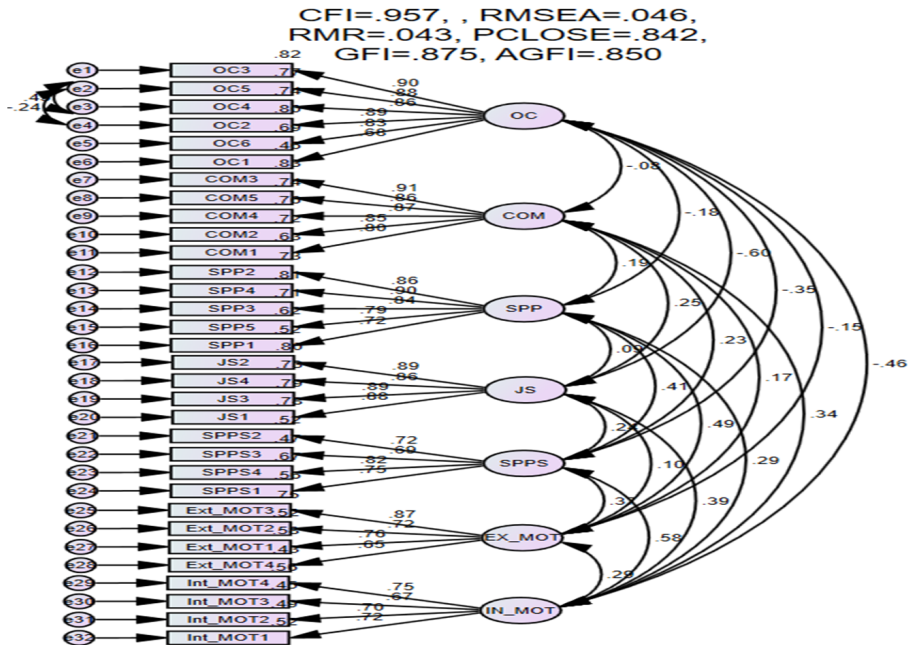 CFI=.957, , RMSEA=.046,
RMR=.043, PCLOSE=.842,
GFI=.875, AGFI=.850
.82
e1 OC3
e2 OC5
e3 OC4
e4 OC2
e5 OC6
e6 OC1
e7 COM3
e8 COM5
e9 COM4
e10 COM2
e11 COM1
e12 SPP2
e13 SPP4
e14 SPP3
e15 SPP5
e16 SPP1
e17 JS2
e18 JS4
e19 JS3
e20 JS1
e21 SPPS2
e22 SPPS3
e23 SPPS4
e24 SPPS1
e25 Ext_MOT3
e26 Ext_MOT2
e27 Ext_MOT1
e28 Ext_MOT4
e29 Int_MOT4
e30 Int_MOT3
e31 Int_MOT2
e32 Int_MOT1
-.24
.90
.88
.86
.89
.83
.68
.91
.86
.87
.85
.80
.86
.90
.84
.79
.72
.89
.86
.89
.88
.72
.69
.82
.75
.87
.72
.76
.65
.75
.67
.70
.72
OC
COM
SPP
JS
SPPS
EX_MOT
IN_MOT
-.08
-.18
-.60
-.35
-.15
-.46
.19
.25
.23
.17
.34
.09
.41
.49
.29
.24
.10
.39
.37
.58
.29